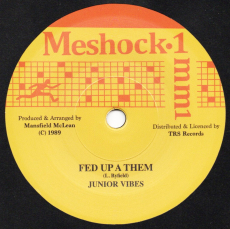 Meshock·1
mm1
Produced & Arranged by
Mansfield McLean
(C) 1989
Distributed & Licensed by
TRS Records
FED UP A THEM
(L. Byfield)
JUNIOR VIBES